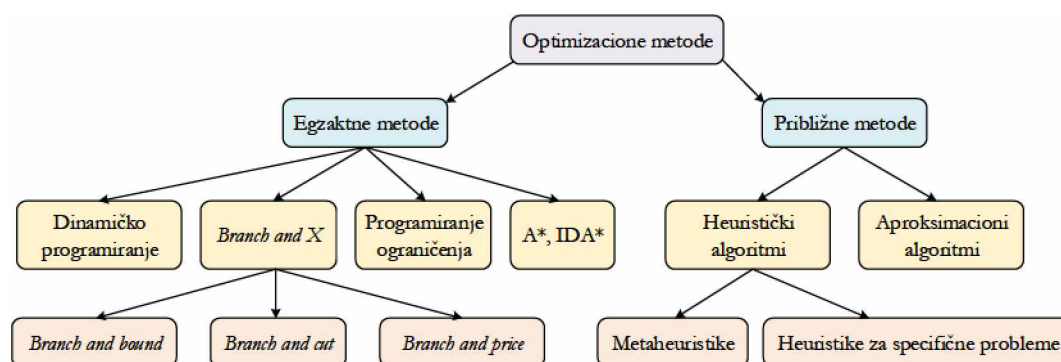 Optimizacione metode
Egzaktne metode
Približne metode
Dinamičko
programiranje
Branch and X
Programiranje
ograničenja
A*, IDA*
Heuristički
algoritmi
Aproksimacioni
algoritmi
Branch and bound
Branch and cut
Branch and price
Metaheuristike
Heuristike za specifične probleme